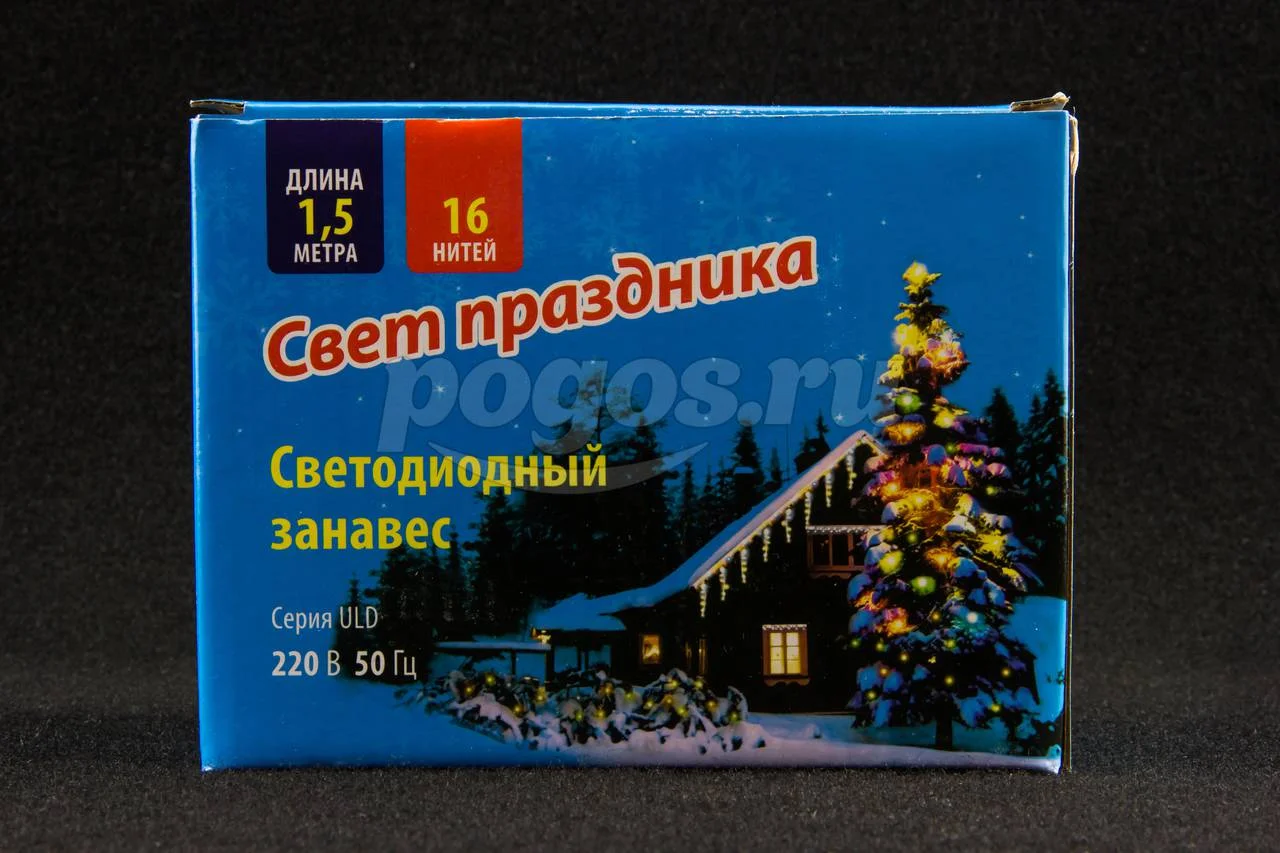 ДЛИНА
1,5
МЕТРА
16
НИТЕЙ
Свет праздника
pogos.ru
Светодиодный
занавес
Серия ULD
220 В 50 Гц